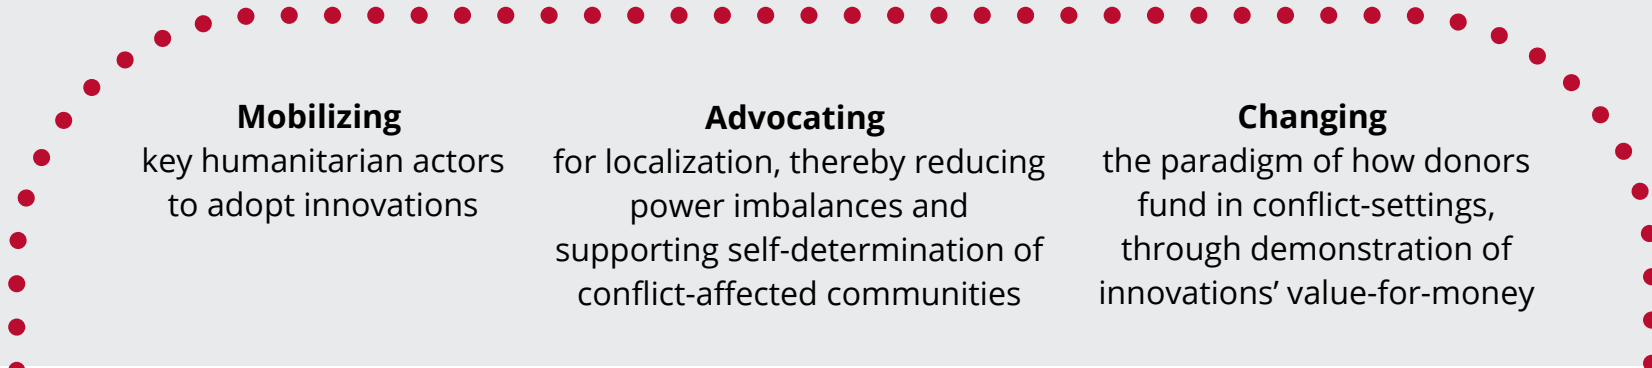 Mobilizing
key humanitarian actors
to adopt innovations
Advocating
for localization, thereby reducing
power imbalances and
supporting self-determination of
conflict-affected communities
Changing
the paradigm of how donors
fund in conflict-settings,
through demonstration of
innovations’ value-for-money